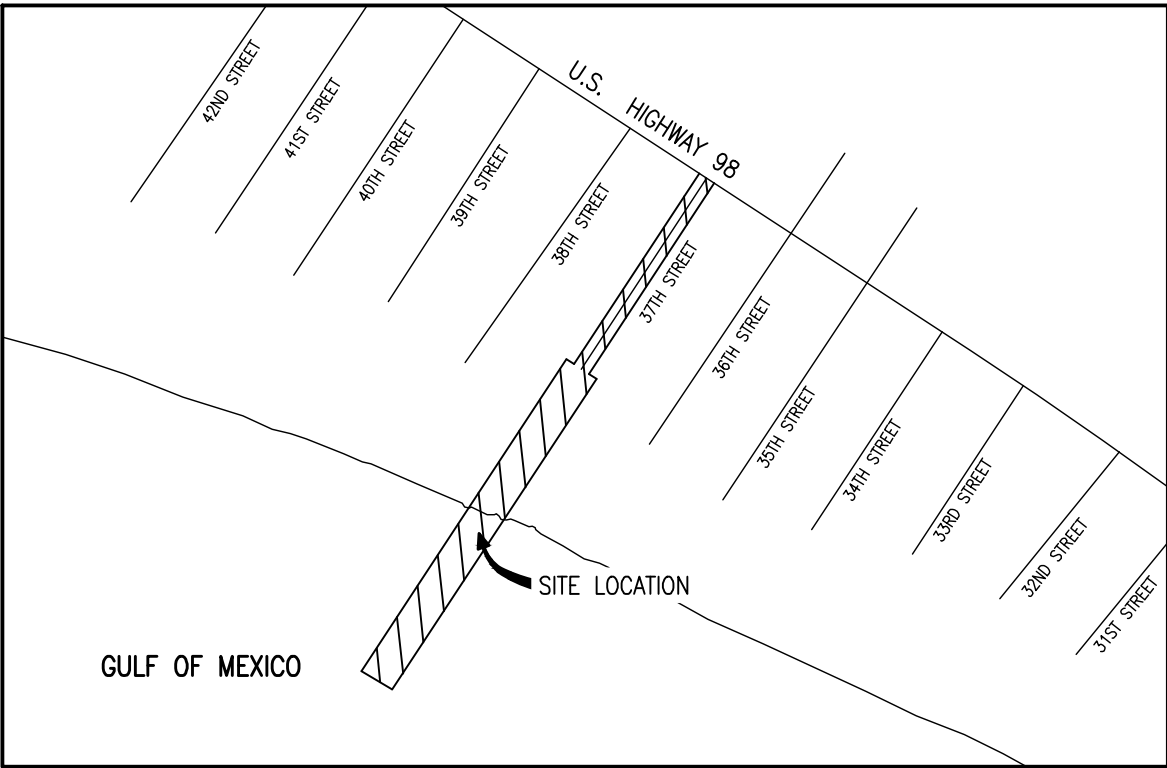 42ND STREET
41ST STREET
40TH STREET
39TH STREET
38TH STREET
U.S. HIGHWAY 98
37TH STREET
36TH STREET
35TH STREET
34TH STREET
33RD STREET
32ND STREET
31ST STREET
SITE LOCATION
GULF OF MEXICO